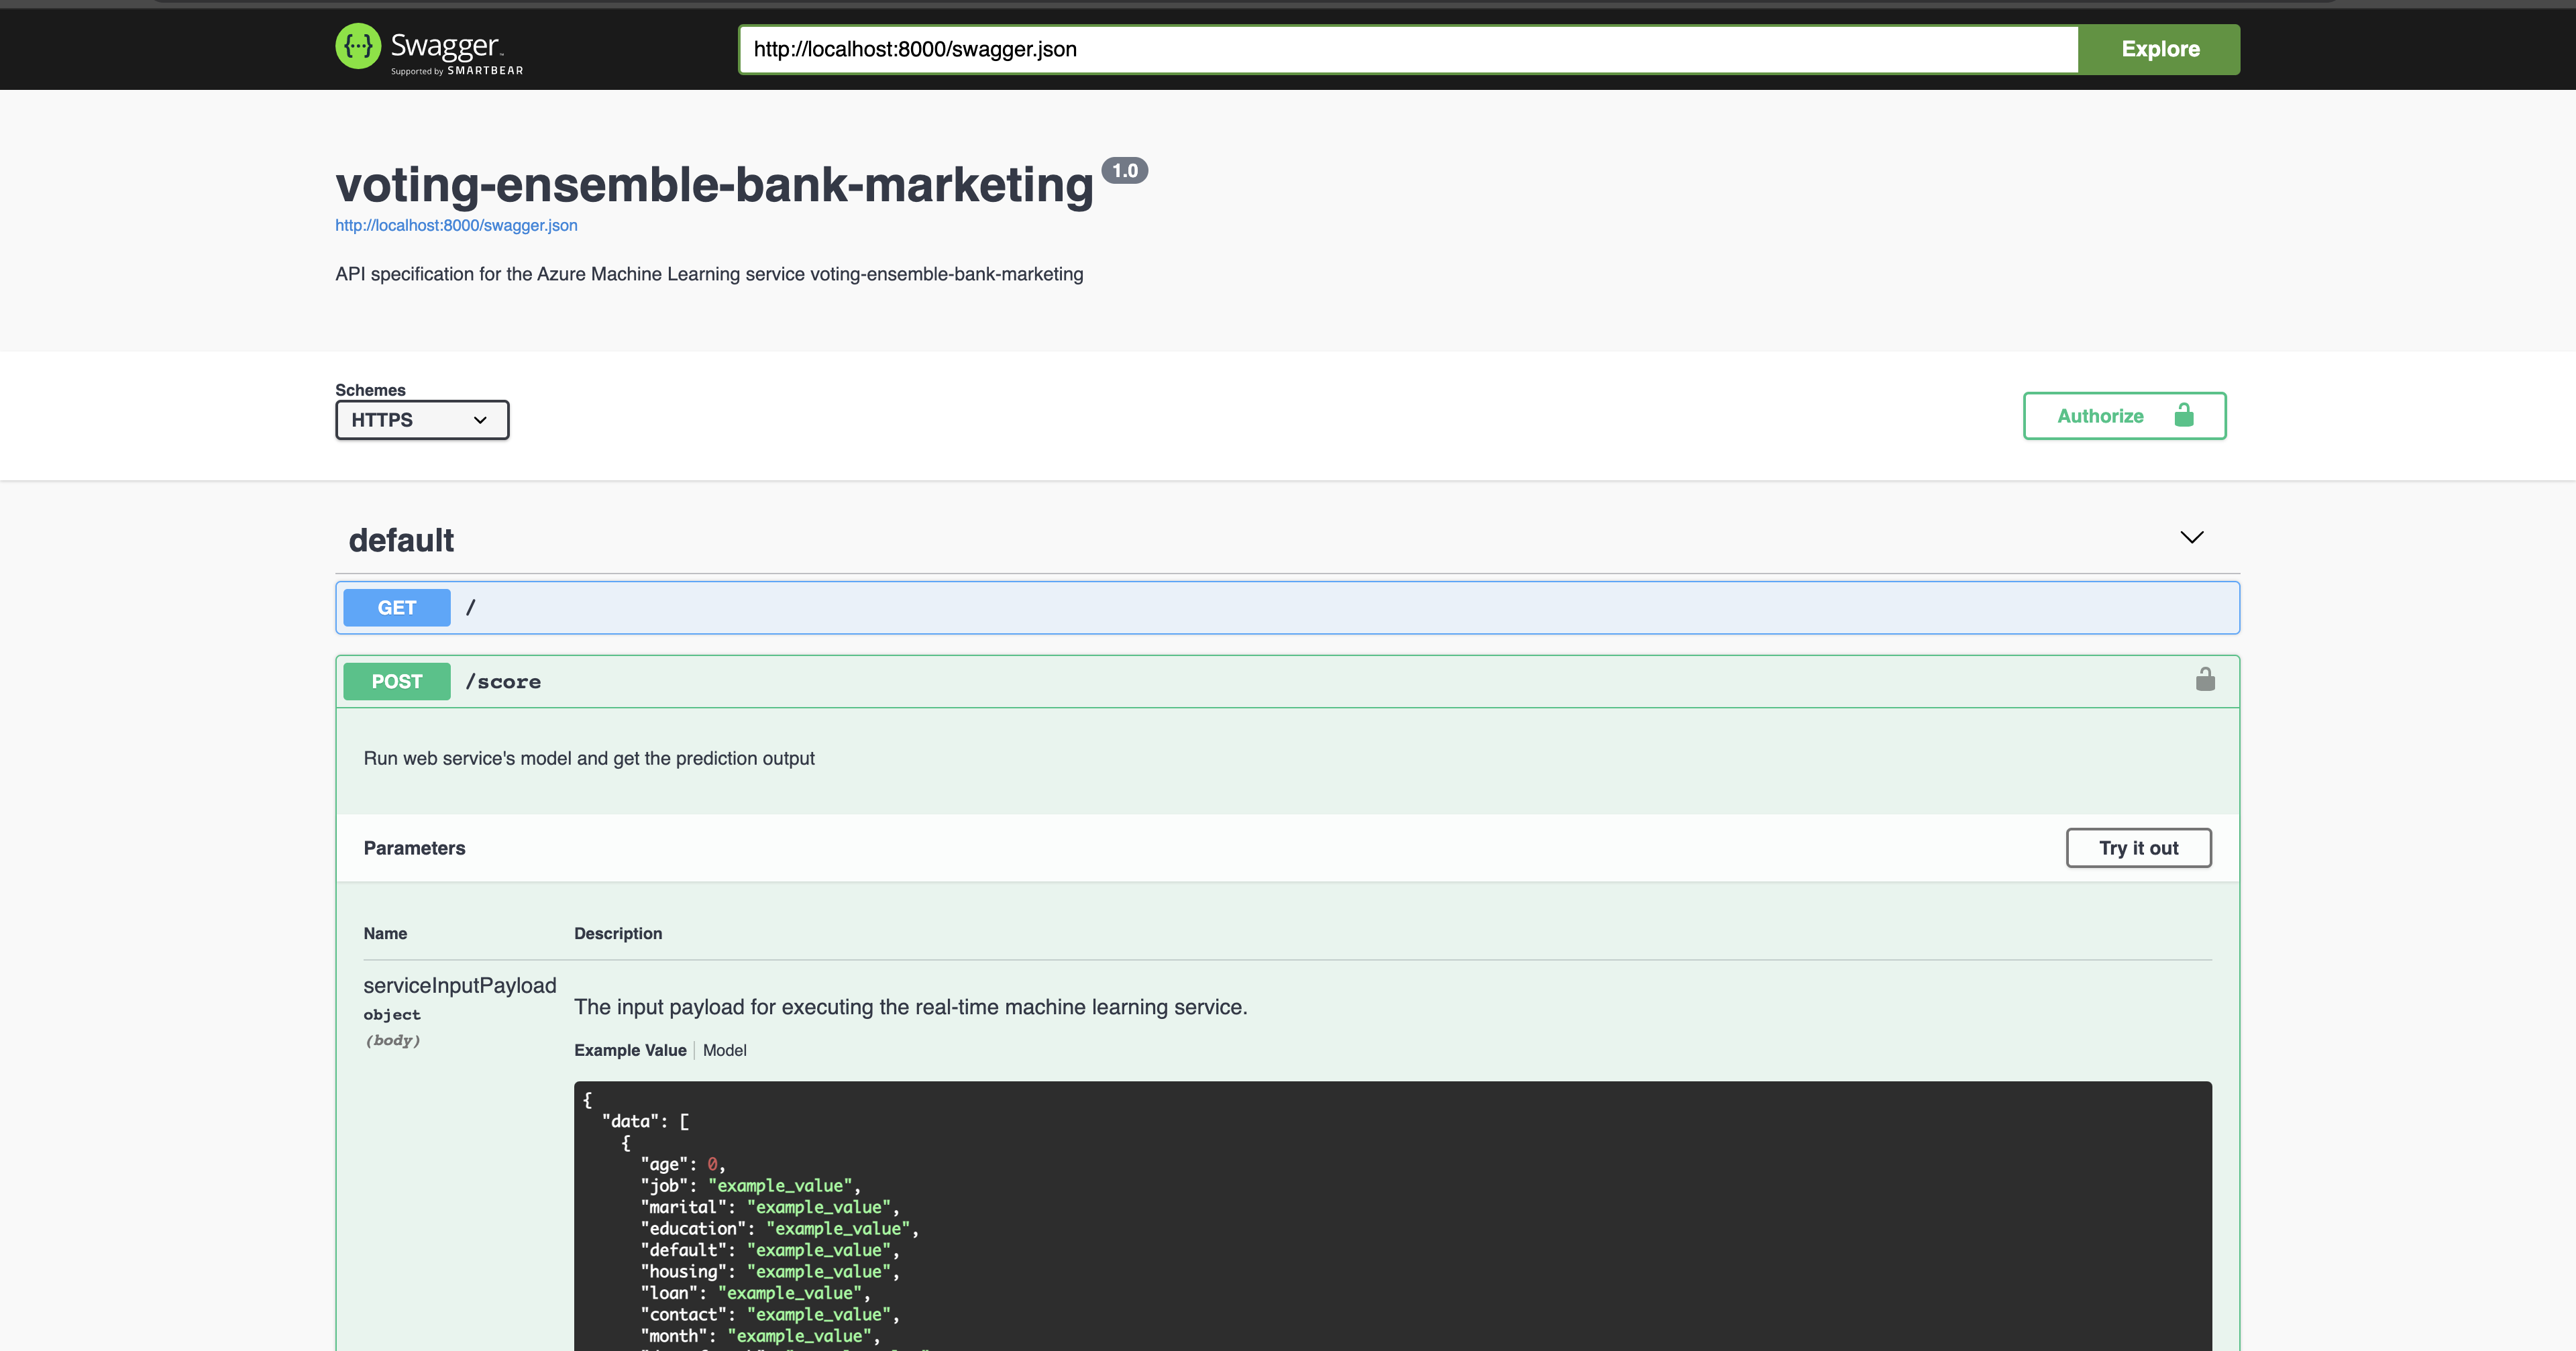 {···} Swagger™
Supported by SMARTBEAR
http://localhost:8000/swagger.json
Explore
voting-ensemble-bank-marketing 1.0
http://localhost:8000/swagger.json
API specification for the Azure Machine Learning service voting-ensemble-bank-marketing
Schemes
HTTPS
Authorize
default
GET /
POST /score
Run web service's model and get the prediction output
Parameters
Try it out
Name Description
serviceInputPayload
object
(body)
The input payload for executing the real-time machine learning service.
Example Value Model
{
"data": [
{
"age": 0,
"job": "example_value",
"marital": "example_value",
"education": "example_value",
"default": "example_value",
"housing": "example_value",
"loan": "example_value",
"contact": "example_value",
"month": "example_value",